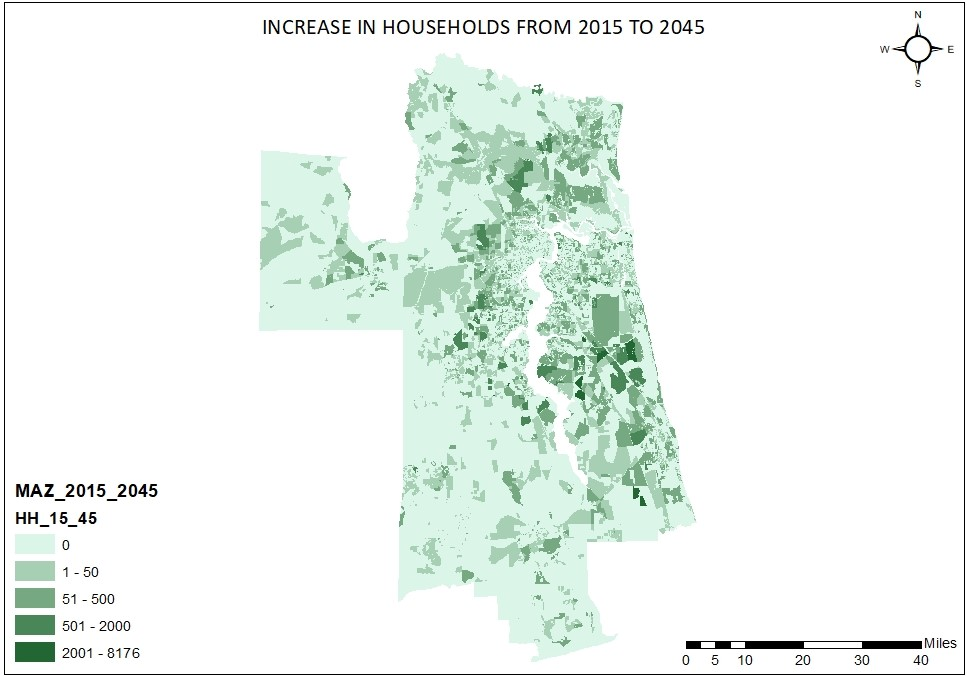 INCREASE IN HOUSEHOLDS FROM 2015 TO 2045
N
W E
S
MAZ_2015_2045
HH_15_45
0
1 - 50
51 - 500
501 - 2000
2001 - 8176
Miles
0 5 10 20 30 40